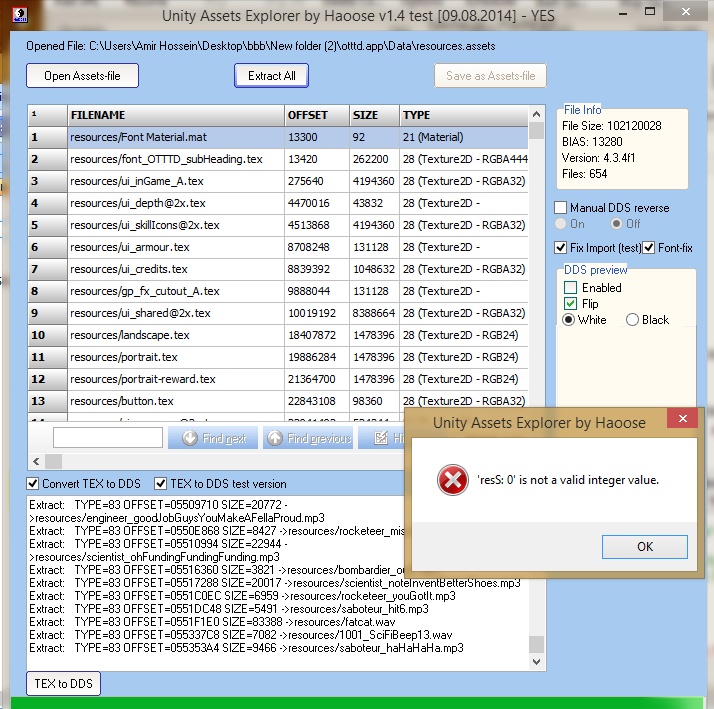 Unity Assets Explorer by Haoose v1.4 test [09.08.2014] - YES
Opened File: C:\Users\Amir Hossein\Desktop\bbb\New folder (2)\otttd.app\Data\resources.assets
Open Assets-file
Extract All
Save as Assets-file
¹ FILENAME OFFSET SIZE TYPE
1 resources/Font Material.mat 13300 92 21 (Material)
2 resources/font_OTTTD_subHeading.tex 13420 262200 28 (Texture2D - RGBA444
3 resources/ui_inGame_A.tex 275640 4194360 28 (Texture2D - RGBA32)
4 resources/ui_depth@2x.tex 4470016 43832 28 (Texture2D -
5 resources/ui_skillIcons@2x.tex 4513868 4194360 28 (Texture2D - RGBA32)
6 resources/ui_armour.tex 8708248 131128 28 (Texture2D -
7 resources/ui_credits.tex 8839392 1048632 28 (Texture2D - RGBA32)
8 resources/gp_fx_cutout_A.tex 9888044 131128 28 (Texture2D -
9 resources/ui_shared@2x.tex 10019192 8388664 28 (Texture2D - RGBA32)
10 resources/landscape.tex 18407872 1478396 28 (Texture2D - RGB24)
11 resources/portrait.tex 19886284 1478396 28 (Texture2D - RGB24)
12 resources/portrait-reward.tex 21364700 1478396 28 (Texture2D - RGB24)
13 resources/button.tex 22843108 98360 28 (Texture2D - RGBA32)
Find next
Find previous
File Info
File Size: 102120028
BIAS: 13280
Version: 4.3.4f1
Files: 654
Manual DDS reverse
On Off
Fix Import (test) Font-fix
DDS preview
Enabled
Flip
White Black
Unity Assets Explorer by Haoose
'resS: 0' is not a valid integer value.
OK
Convert TEX to DDS TEX to DDS test version
Extract: TYPE=83 OFFSET=05509710 SIZE=20772 -
>resources/engineer_goodJobGuysYouMakeAFellaProud.mp3
Extract: TYPE=83 OFFSET=0550E868 SIZE=8427 ->resources/rocketeer_mis
Extract: TYPE=83 OFFSET=05510994 SIZE=22944 -
>resources/scientist_ohFundingFundingFunding.mp3
Extract: TYPE=83 OFFSET=05516360 SIZE=3821 ->resources/bombardier_ou
Extract: TYPE=83 OFFSET=05517288 SIZE=20017 ->resources/scientist_noteInventBetterShoes.mp3
Extract: TYPE=83 OFFSET=0551C0EC SIZE=6959 ->resources/rocketeer_youGotIt.mp3
Extract: TYPE=83 OFFSET=0551DC48 SIZE=5491 ->resources/saboteur_hit6.mp3
Extract: TYPE=83 OFFSET=0551F1E0 SIZE=83388 ->resources/fatcat.wav
Extract: TYPE=83 OFFSET=055337C8 SIZE=7082 ->resources/1001_SciFiBeep13.wav
Extract: TYPE=83 OFFSET=055353A4 SIZE=9466 ->resources/saboteur_haHaHaHa.mp3
TEX to DDS